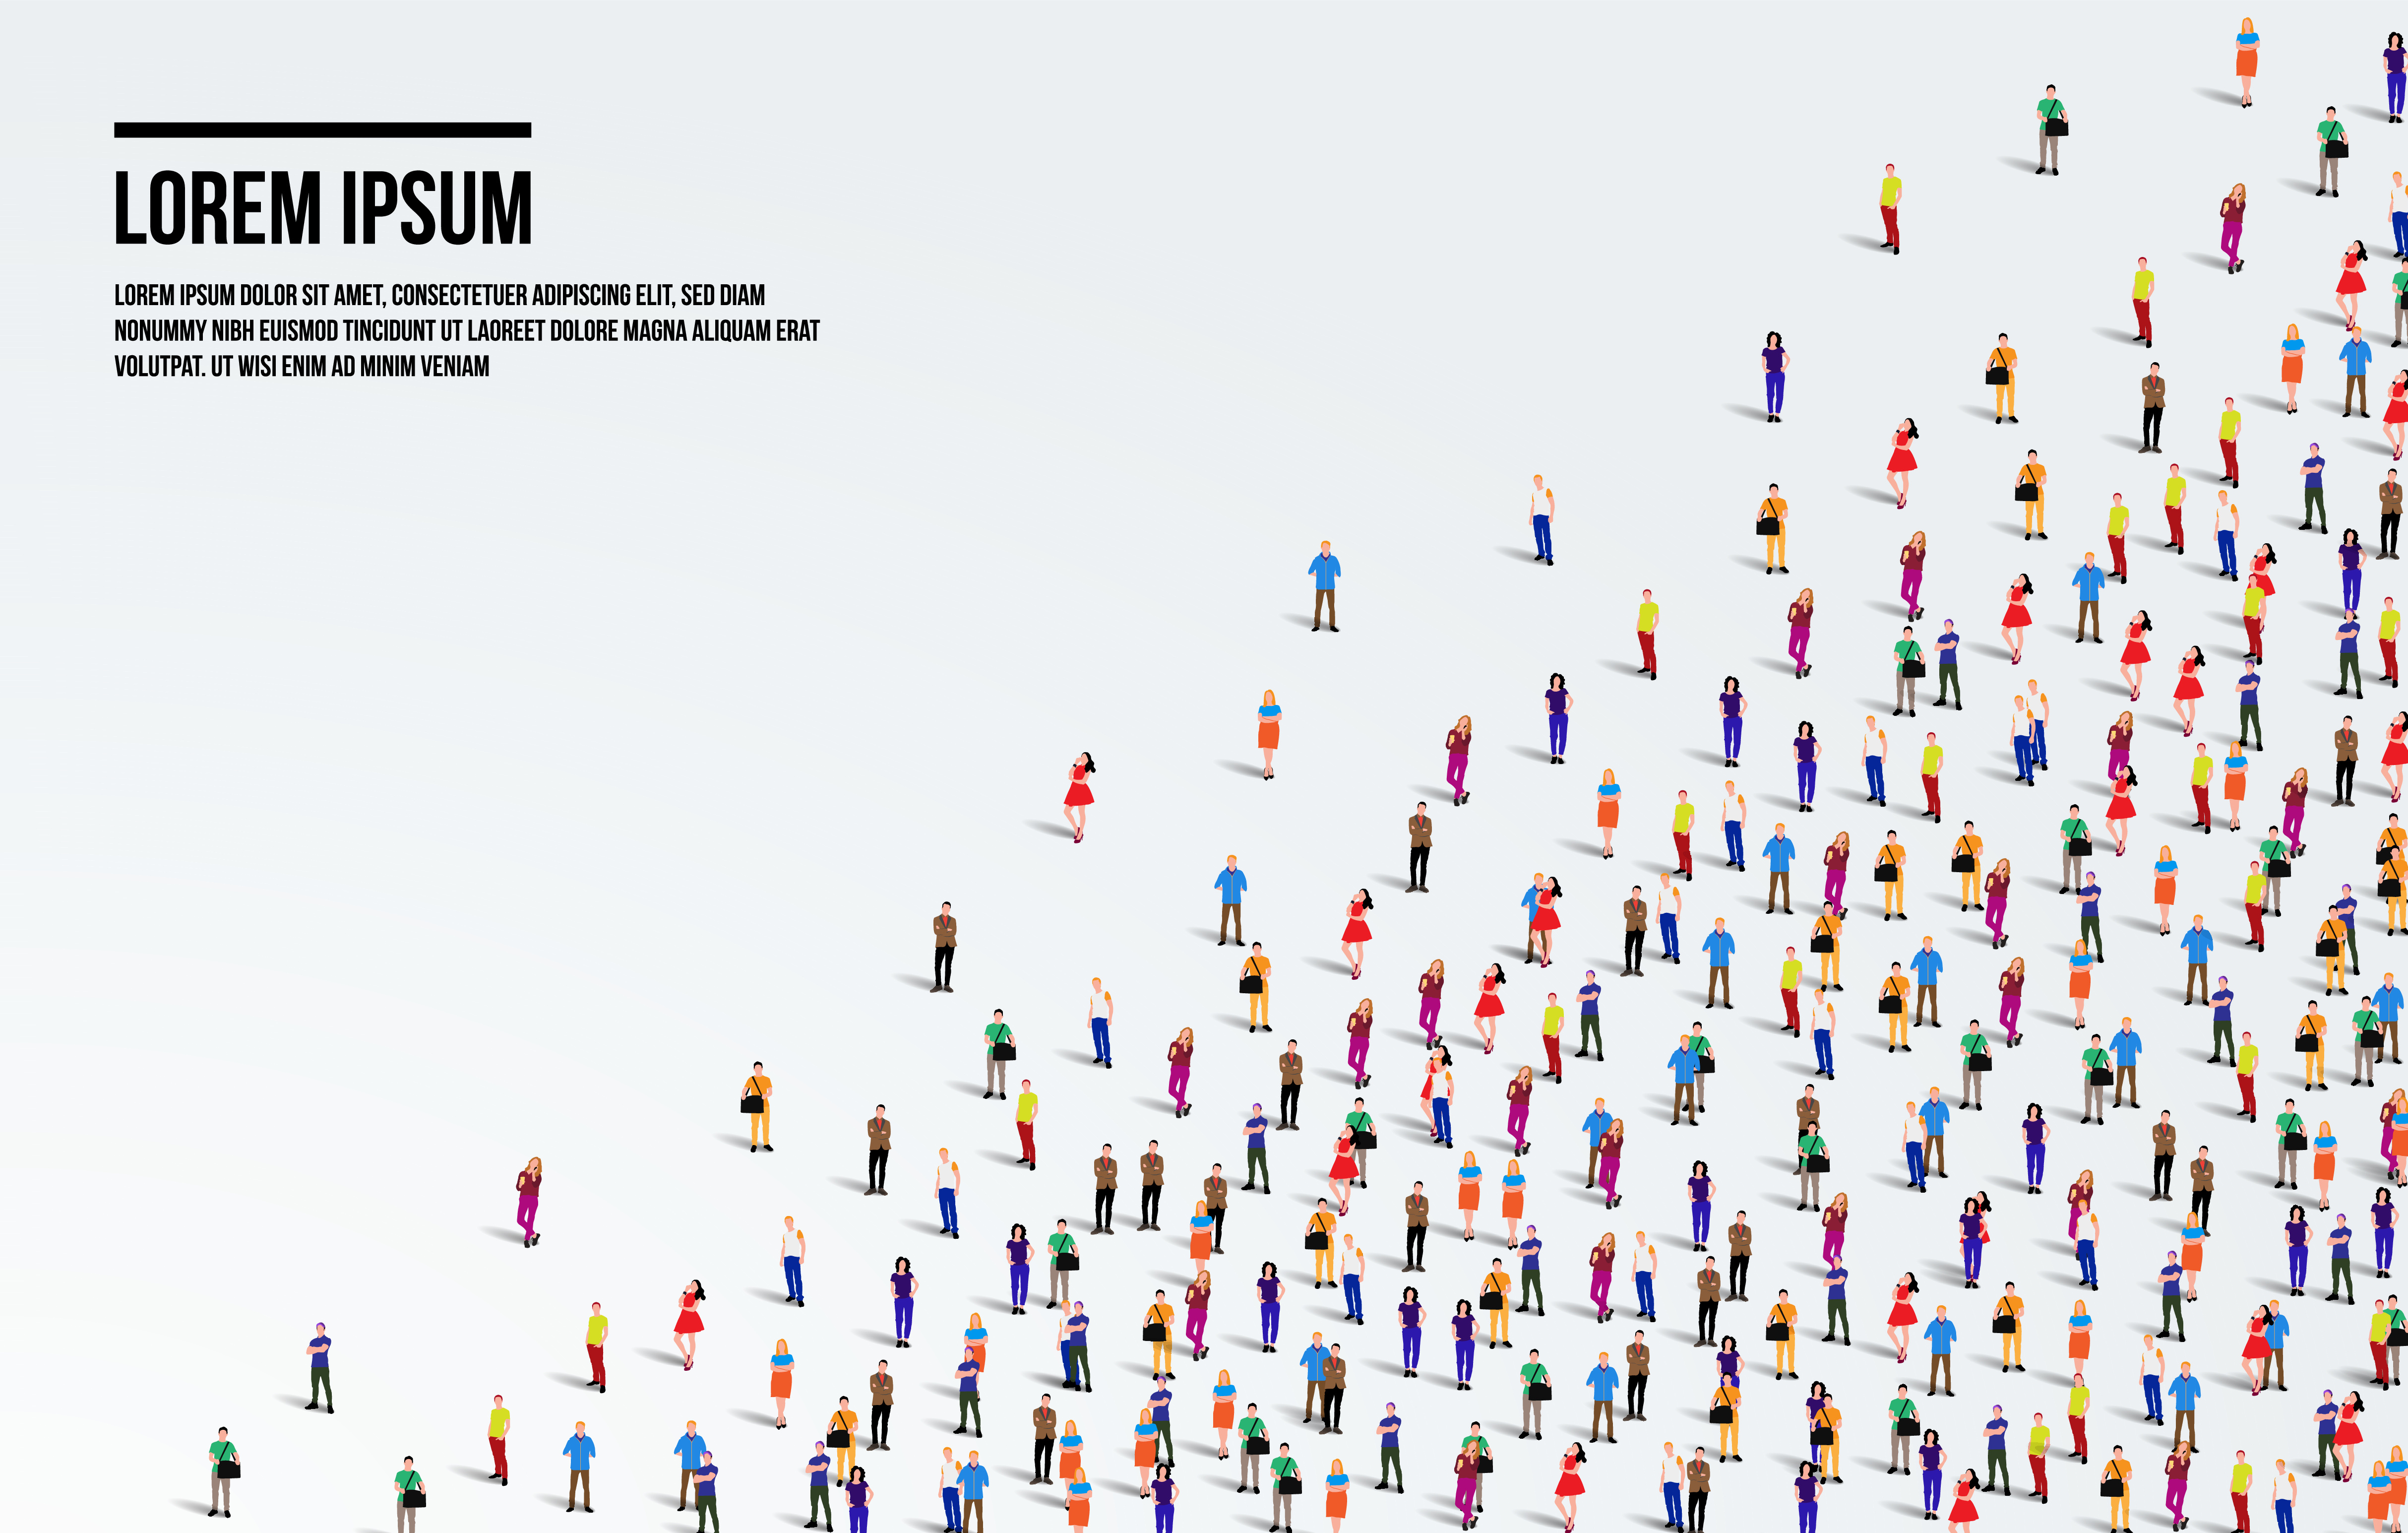 LOREM IPSUM
LOREM IPSUM DOLOR SIT AMET, CONSECTETUER ADIPISCING ELIT, SED DIAM
NONUMMY NIBH EUISMOD TINCIDUNT UT LAOREET DOLORE MAGNA ALIQUAM ERAT
VOLUTPAT. UT WISI ENIM AD MINIM VENIAM